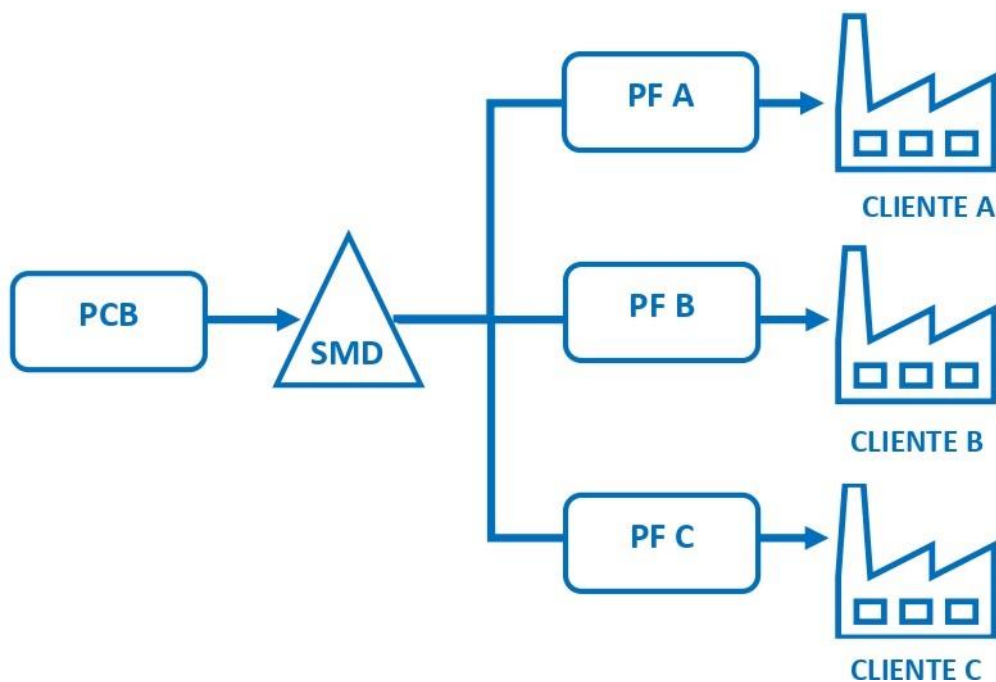 PF A
CLIENTE A
PCB
SMD
PF B
CLIENTE B
PF C
CLIENTE C